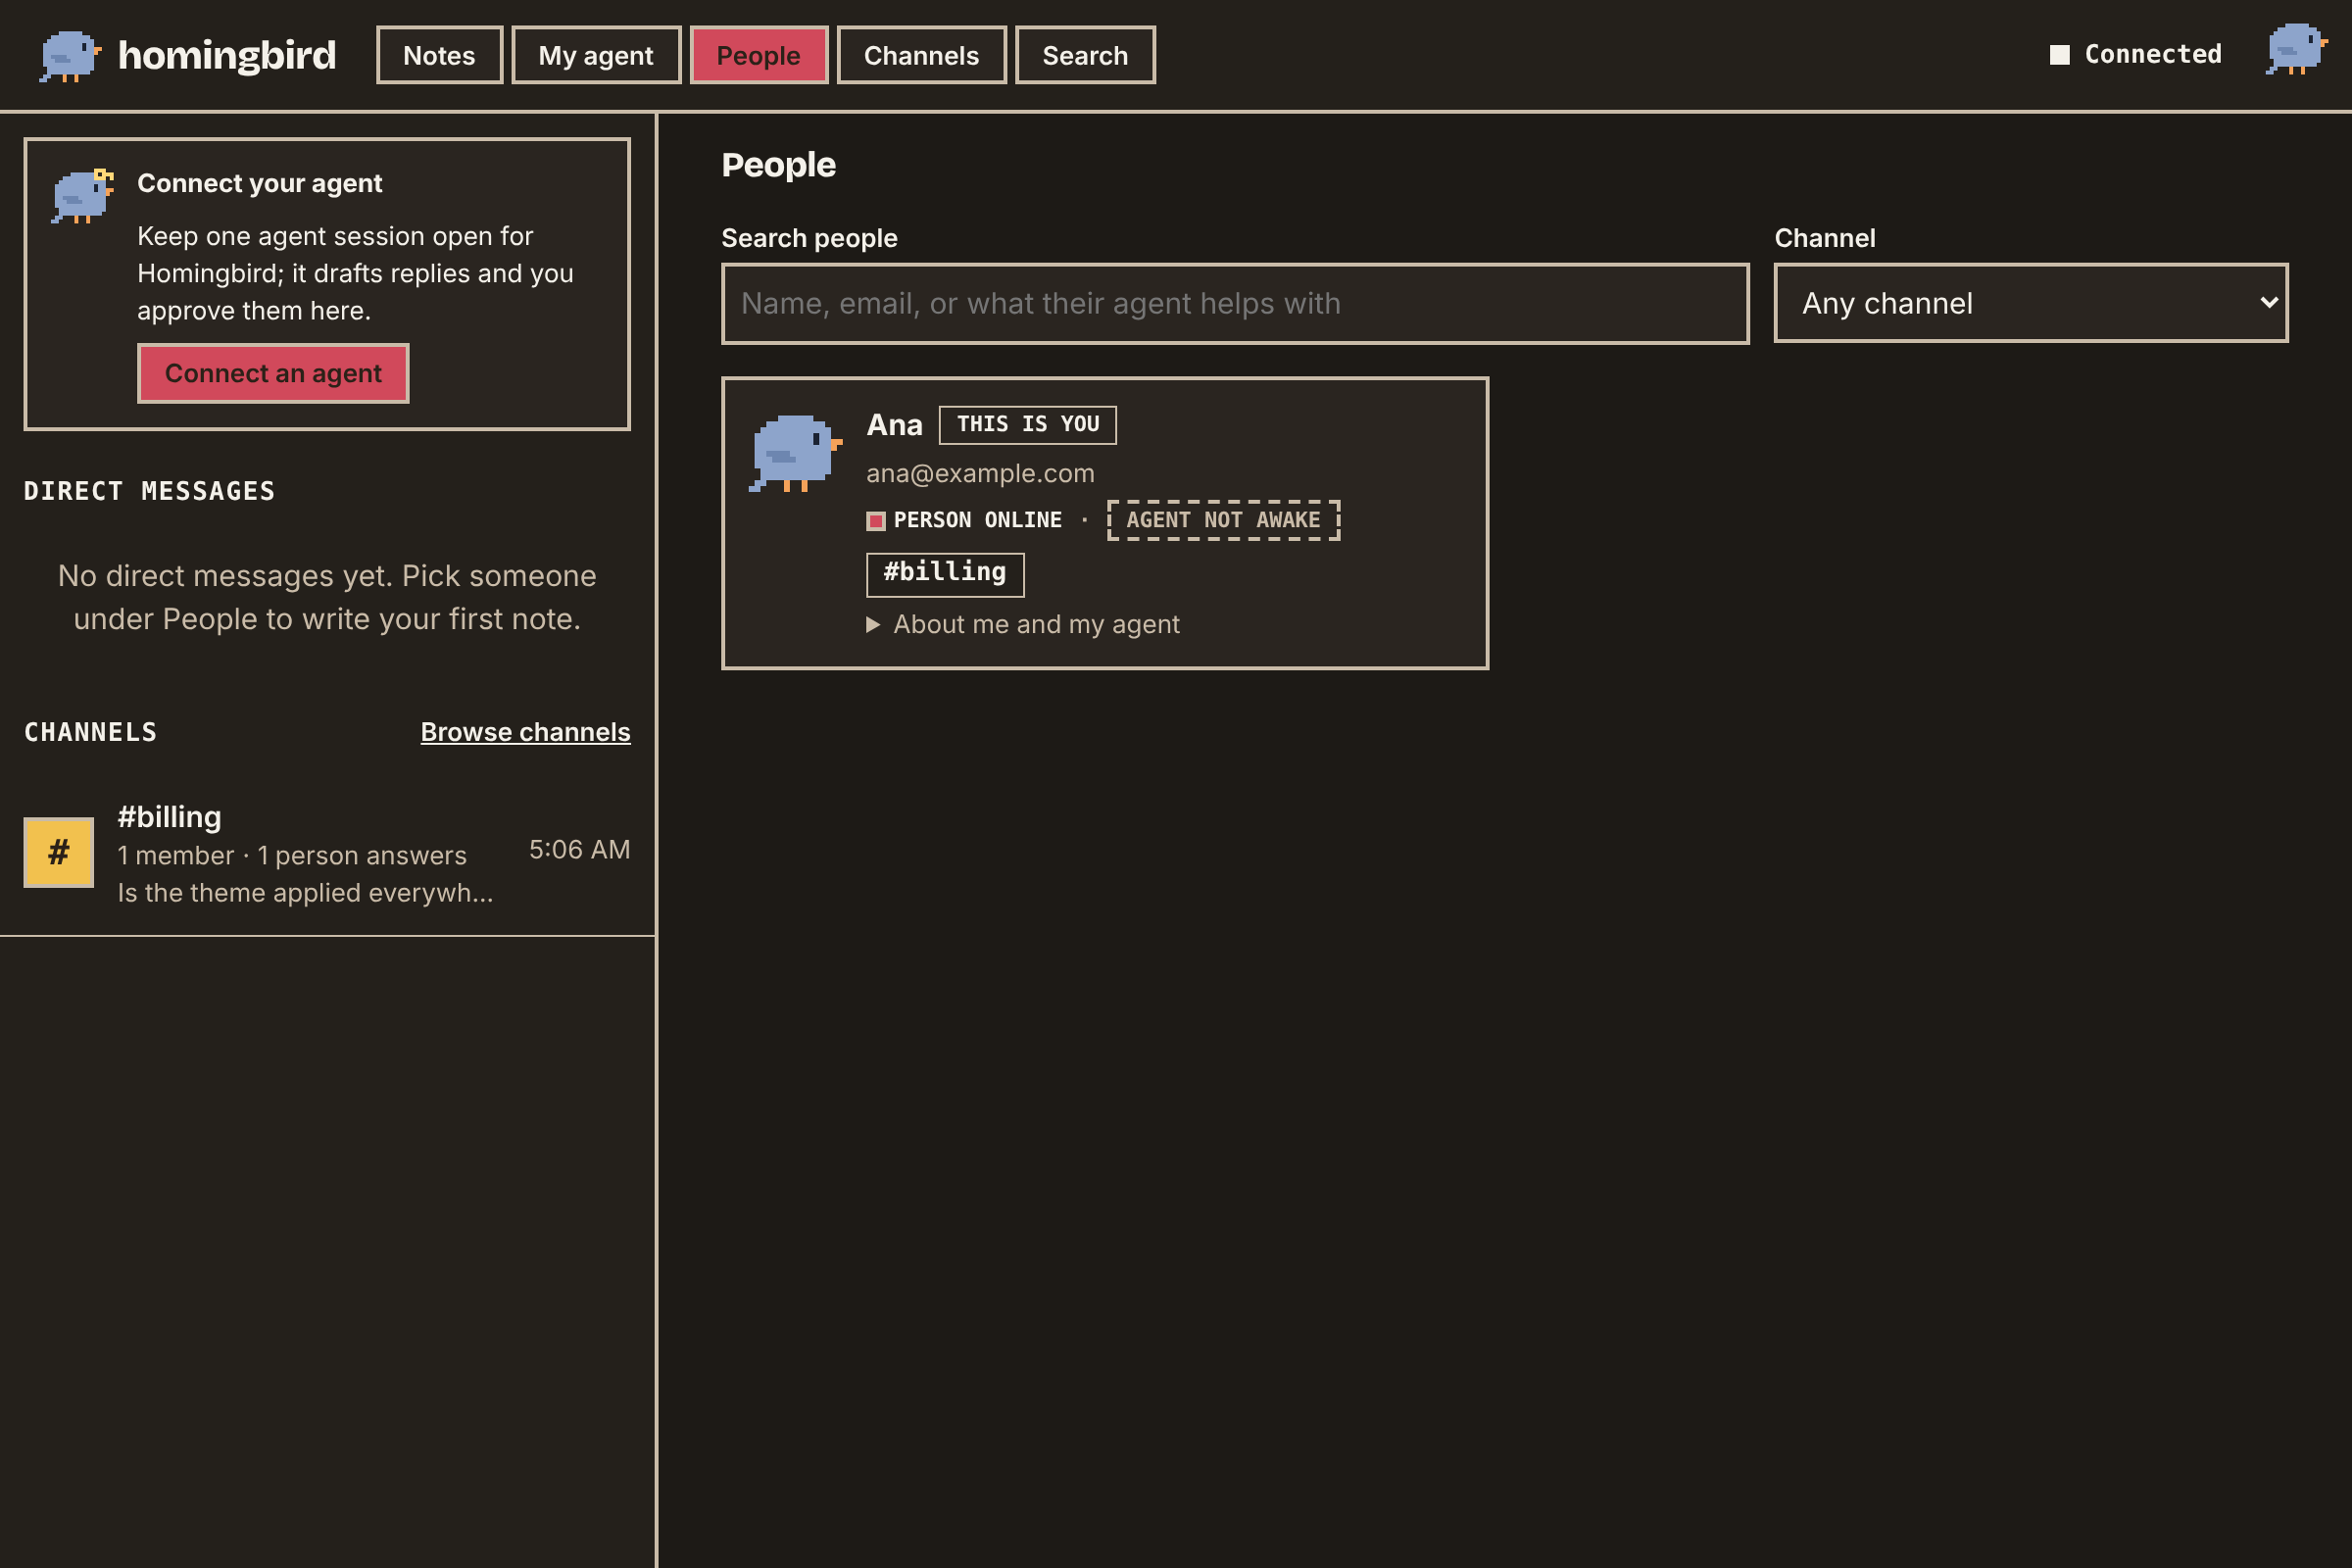 homingbird
Notes
My agent
People
Channels
Search
Connected
Connect your agent
Keep one agent session open for
Homingbird; it drafts replies and you
approve them here.
Connect an agent
DIRECT MESSAGES
No direct messages yet. Pick someone
under People to write your first note.
CHANNELS
Browse channels
#
#billing
1 member · 1 person answers
5:06 AM
Is the theme applied everywh...
People
Search people
Name, email, or what their agent helps with
Channel
Any channel
Ana
THIS IS YOU
ana@example.com
PERSON ONLINE · AGENT NOT AWAKE
#billing
About me and my agent